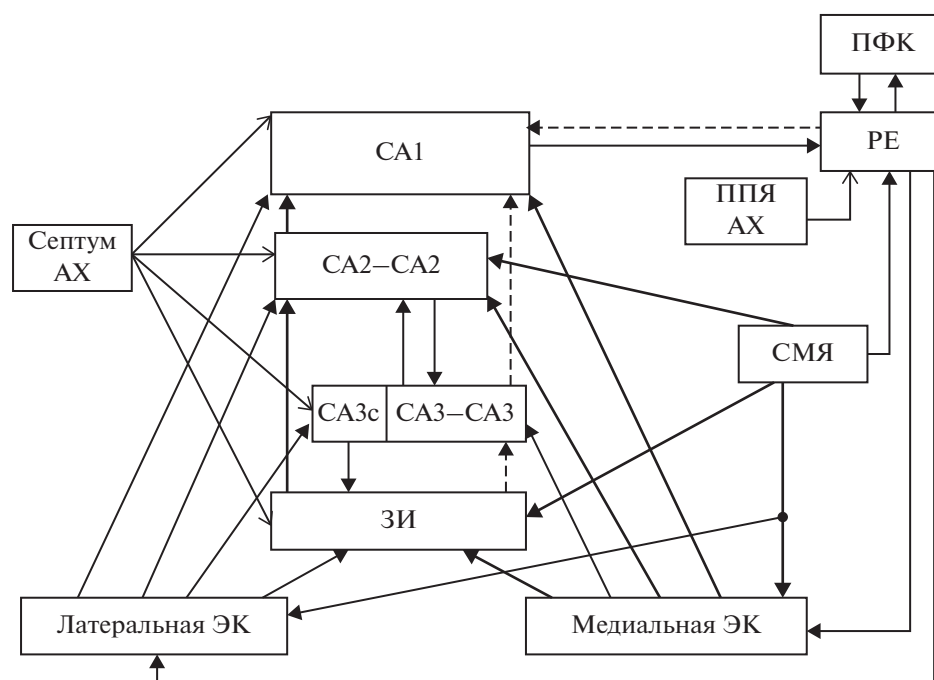 ПФК
СА1
РЕ
ППЯ
АХ
Септум
АХ
СА2–СА2
СМЯ
СА3с
СА3–СА3
ЗИ
Латеральная ЭК
Медиальная ЭК